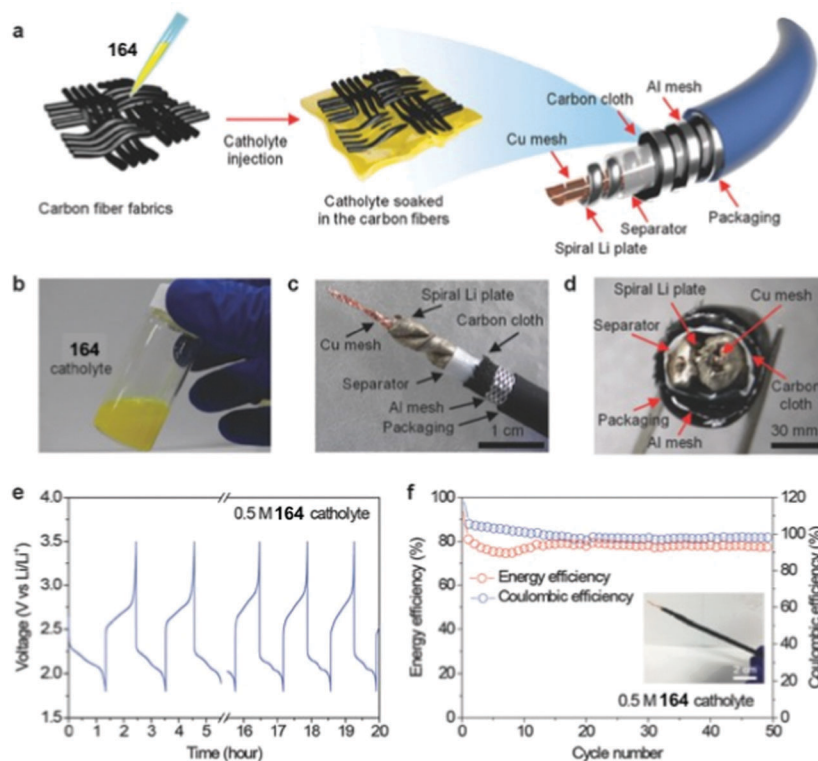 a
164
Catholyte
injection
Carbon fiber fabrics
Catholyte soaked
in the carbon fibers
Al mesh
Carbon cloth
Cu mesh
Packaging
Separator
Spiral Li plate
b
164
catholyte
c
Spiral Li plate
Carbon cloth
Cu mesh
Separator
Al mesh
Packaging
1 cm
d
Spiral Li plate
Cu mesh
Separator
Carbon
cloth
Packaging
Al mesh
30 mm
e
0.5 M 164 catholyte
Voltage (V vs Li/Li⁺)
4.0
3.5
3.0
2.5
2.0
1.5
0 1 2 3 4 5 16 17 18 19 20
Time (hour)
f
Energy efficiency (%)
100
80
60
40
20
0
Energy efficiency
Coulombic efficiency
2 cm
0.5 M 164 catholyte
120
100
80
60
40
20
0
Coulombic efficiency (%)
0 10 20 30 40 50
Cycle number